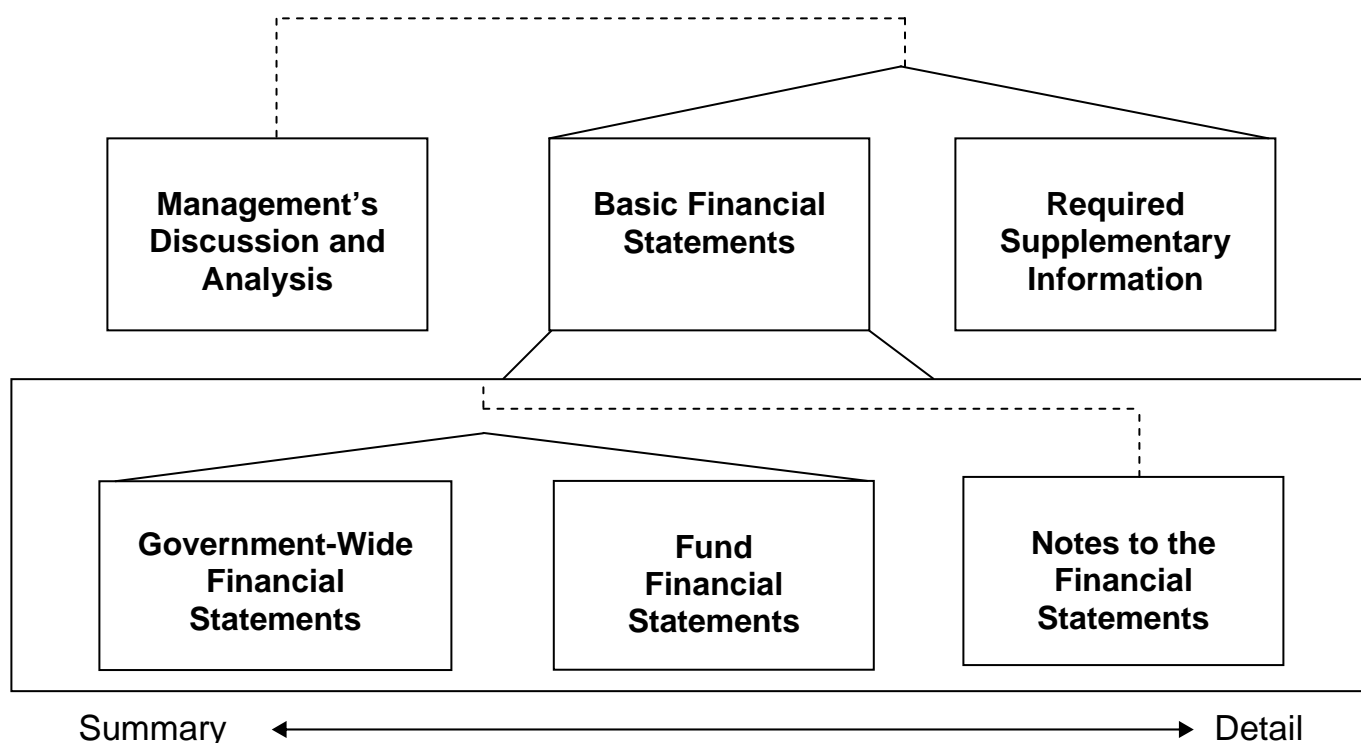 Management’s
Discussion and
Analysis
Basic Financial
Statements
Required
Supplementary
Information
Government-Wide
Financial
Statements
Fund
Financial
Statements
Notes to the
Financial
Statements
Summary
Detail